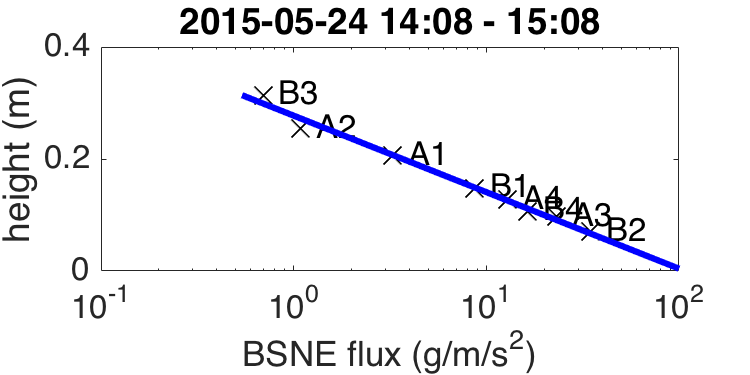 2015-05-24 14:08 - 15:08
0.4
0.2
0
height (m)
B3
A2
A1
B1
A4
B4
A3
B2
10^-1
10^0
10^1
10^2
BSNE flux (g/m/s^2)